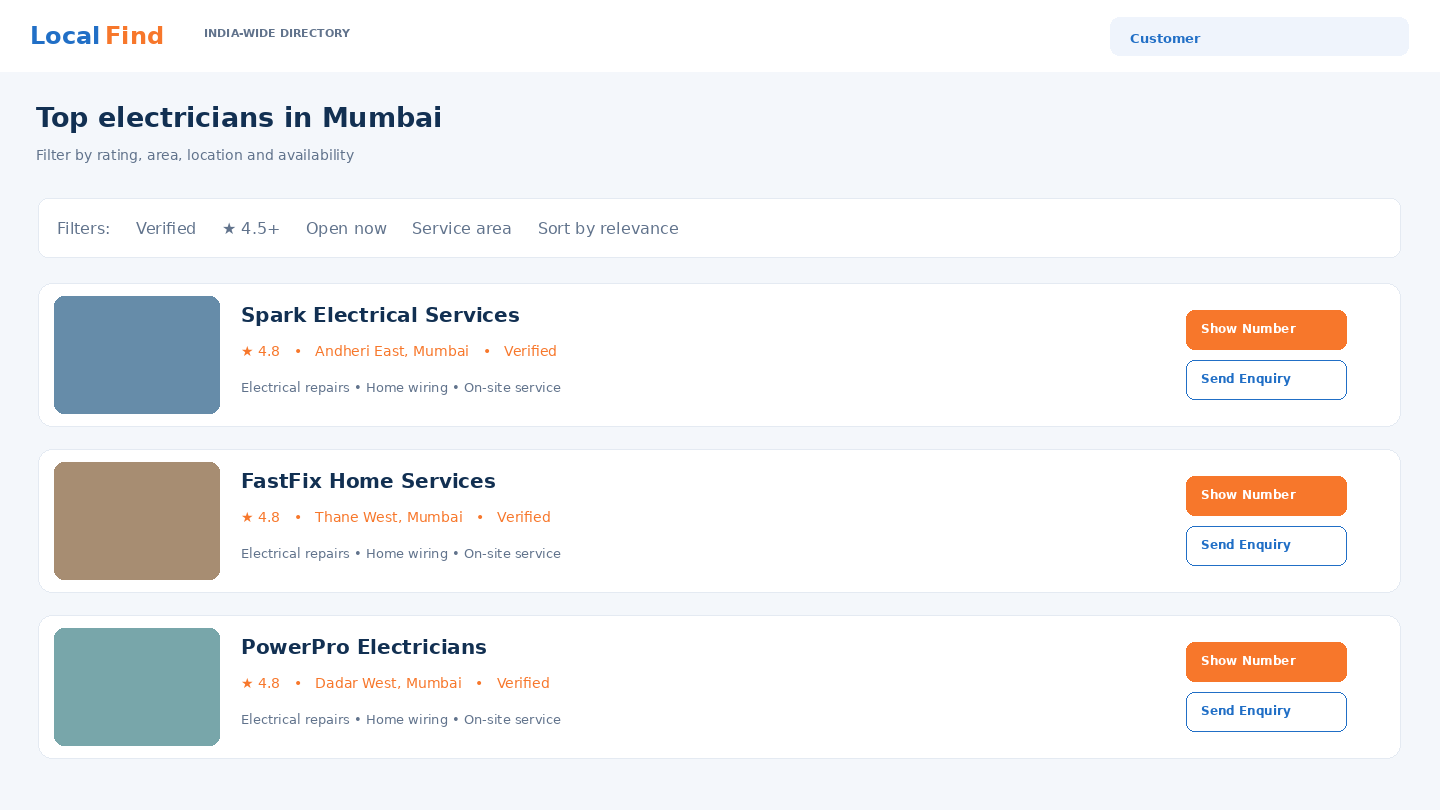 LocalFind INDIA-WIDE DIRECTORY Customer
Top electricians in Mumbai
Filter by rating, area, location and availability
Filters: Verified ★ 4.5+ Open now Service area Sort by relevance
Spark Electrical Services
★ 4.8 • Andheri East, Mumbai • Verified
Electrical repairs • Home wiring • On-site service
Show Number
Send Enquiry
FastFix Home Services
★ 4.8 • Thane West, Mumbai • Verified
Electrical repairs • Home wiring • On-site service
Show Number
Send Enquiry
PowerPro Electricians
★ 4.8 • Dadar West, Mumbai • Verified
Electrical repairs • Home wiring • On-site service
Show Number
Send Enquiry